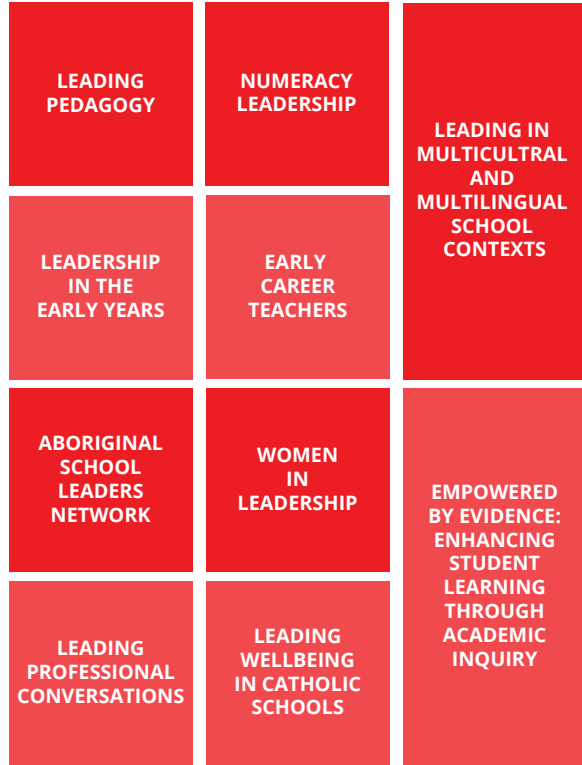 LEADING
PEDAGOGY
NUMERACY
LEADERSHIP
LEADING IN
MULTICULTRAL
AND
MULTILINGUAL
SCHOOL
CONTEXTS
LEADERSHIP
IN THE
EARLY YEARS
EARLY
CAREER
TEACHERS
ABORIGINAL
SCHOOL
LEADERS
NETWORK
WOMEN
IN
LEADERSHIP
EMPOWERED
BY EVIDENCE:
ENHANCING
STUDENT
LEARNING
THROUGH
ACADEMIC
INQUIRY
LEADING
PROFESSIONAL
CONVERSATIONS
LEADING
WELLBEING
IN CATHOLIC
SCHOOLS